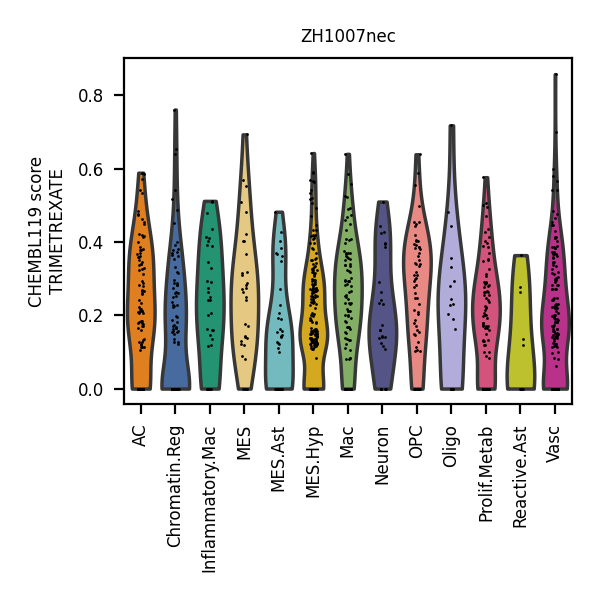 ZH1007nec
CHEMBL119 score
TRIMETREXATE
0.8
0.6
0.4
0.2
0.0
AC
Chromatin.Reg
Inflammatory.Mac
MES
MES.Ast
MES.Hyp
Mac
Neuron
OPC
Oligo
Prolif.Metab
Reactive.Ast
Vasc